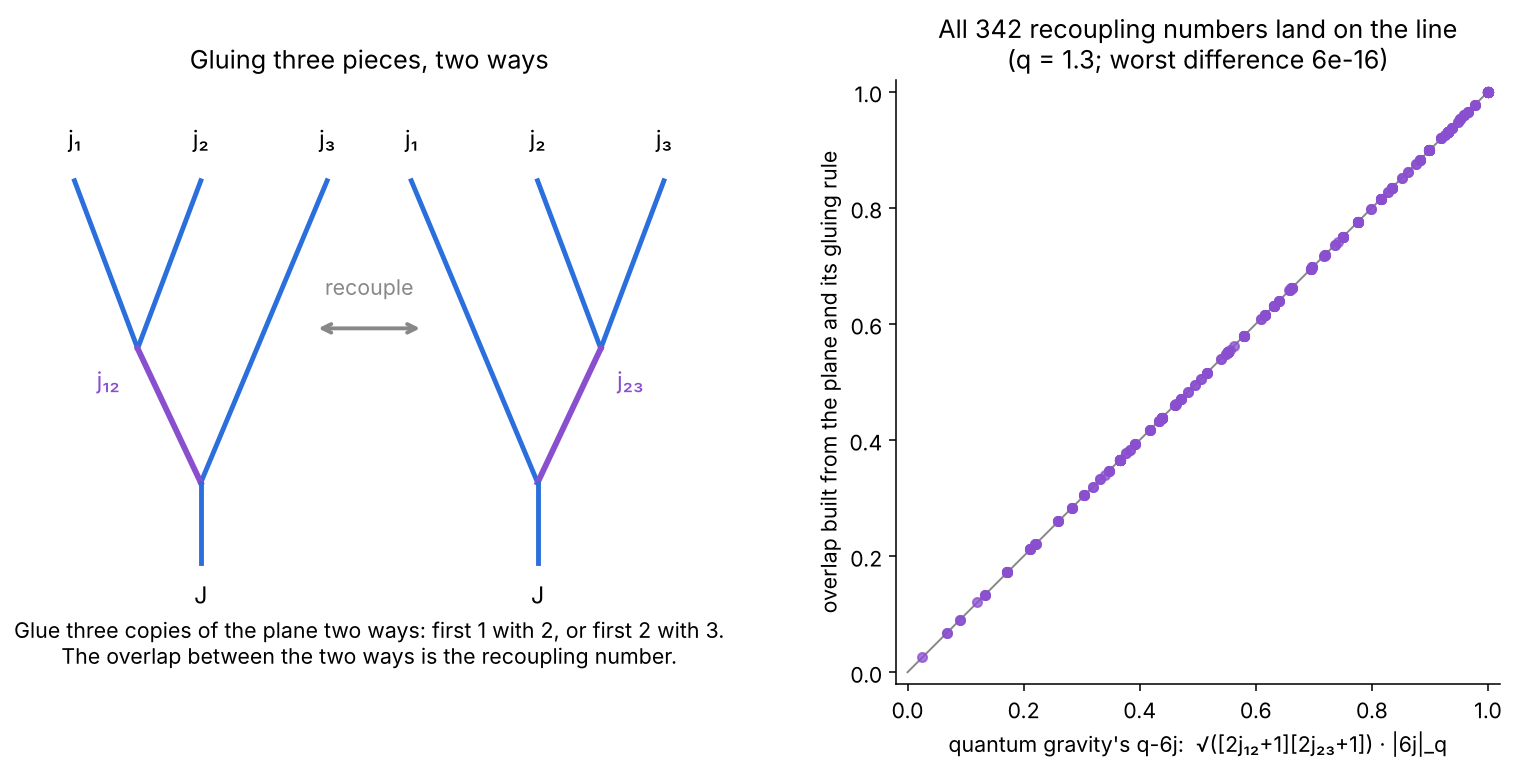 Gluing three pieces, two ways
j₁ j₂ j₃ j₁ j₂ j₃
recouple
j₁₂ j₂₃
J J
Glue three copies of the plane two ways: first 1 with 2, or first 2 with 3.
The overlap between the two ways is the recoupling number.
All 342 recoupling numbers land on the line
(q = 1.3; worst difference 6e-16)
overlap built from the plane and its gluing rule
1.0
0.8
0.6
0.4
0.2
0.0
0.0 0.2 0.4 0.6 0.8 1.0
quantum gravity's q-6j: √([2j₁₂+1][2j₂₃+1]) · |6j|_q